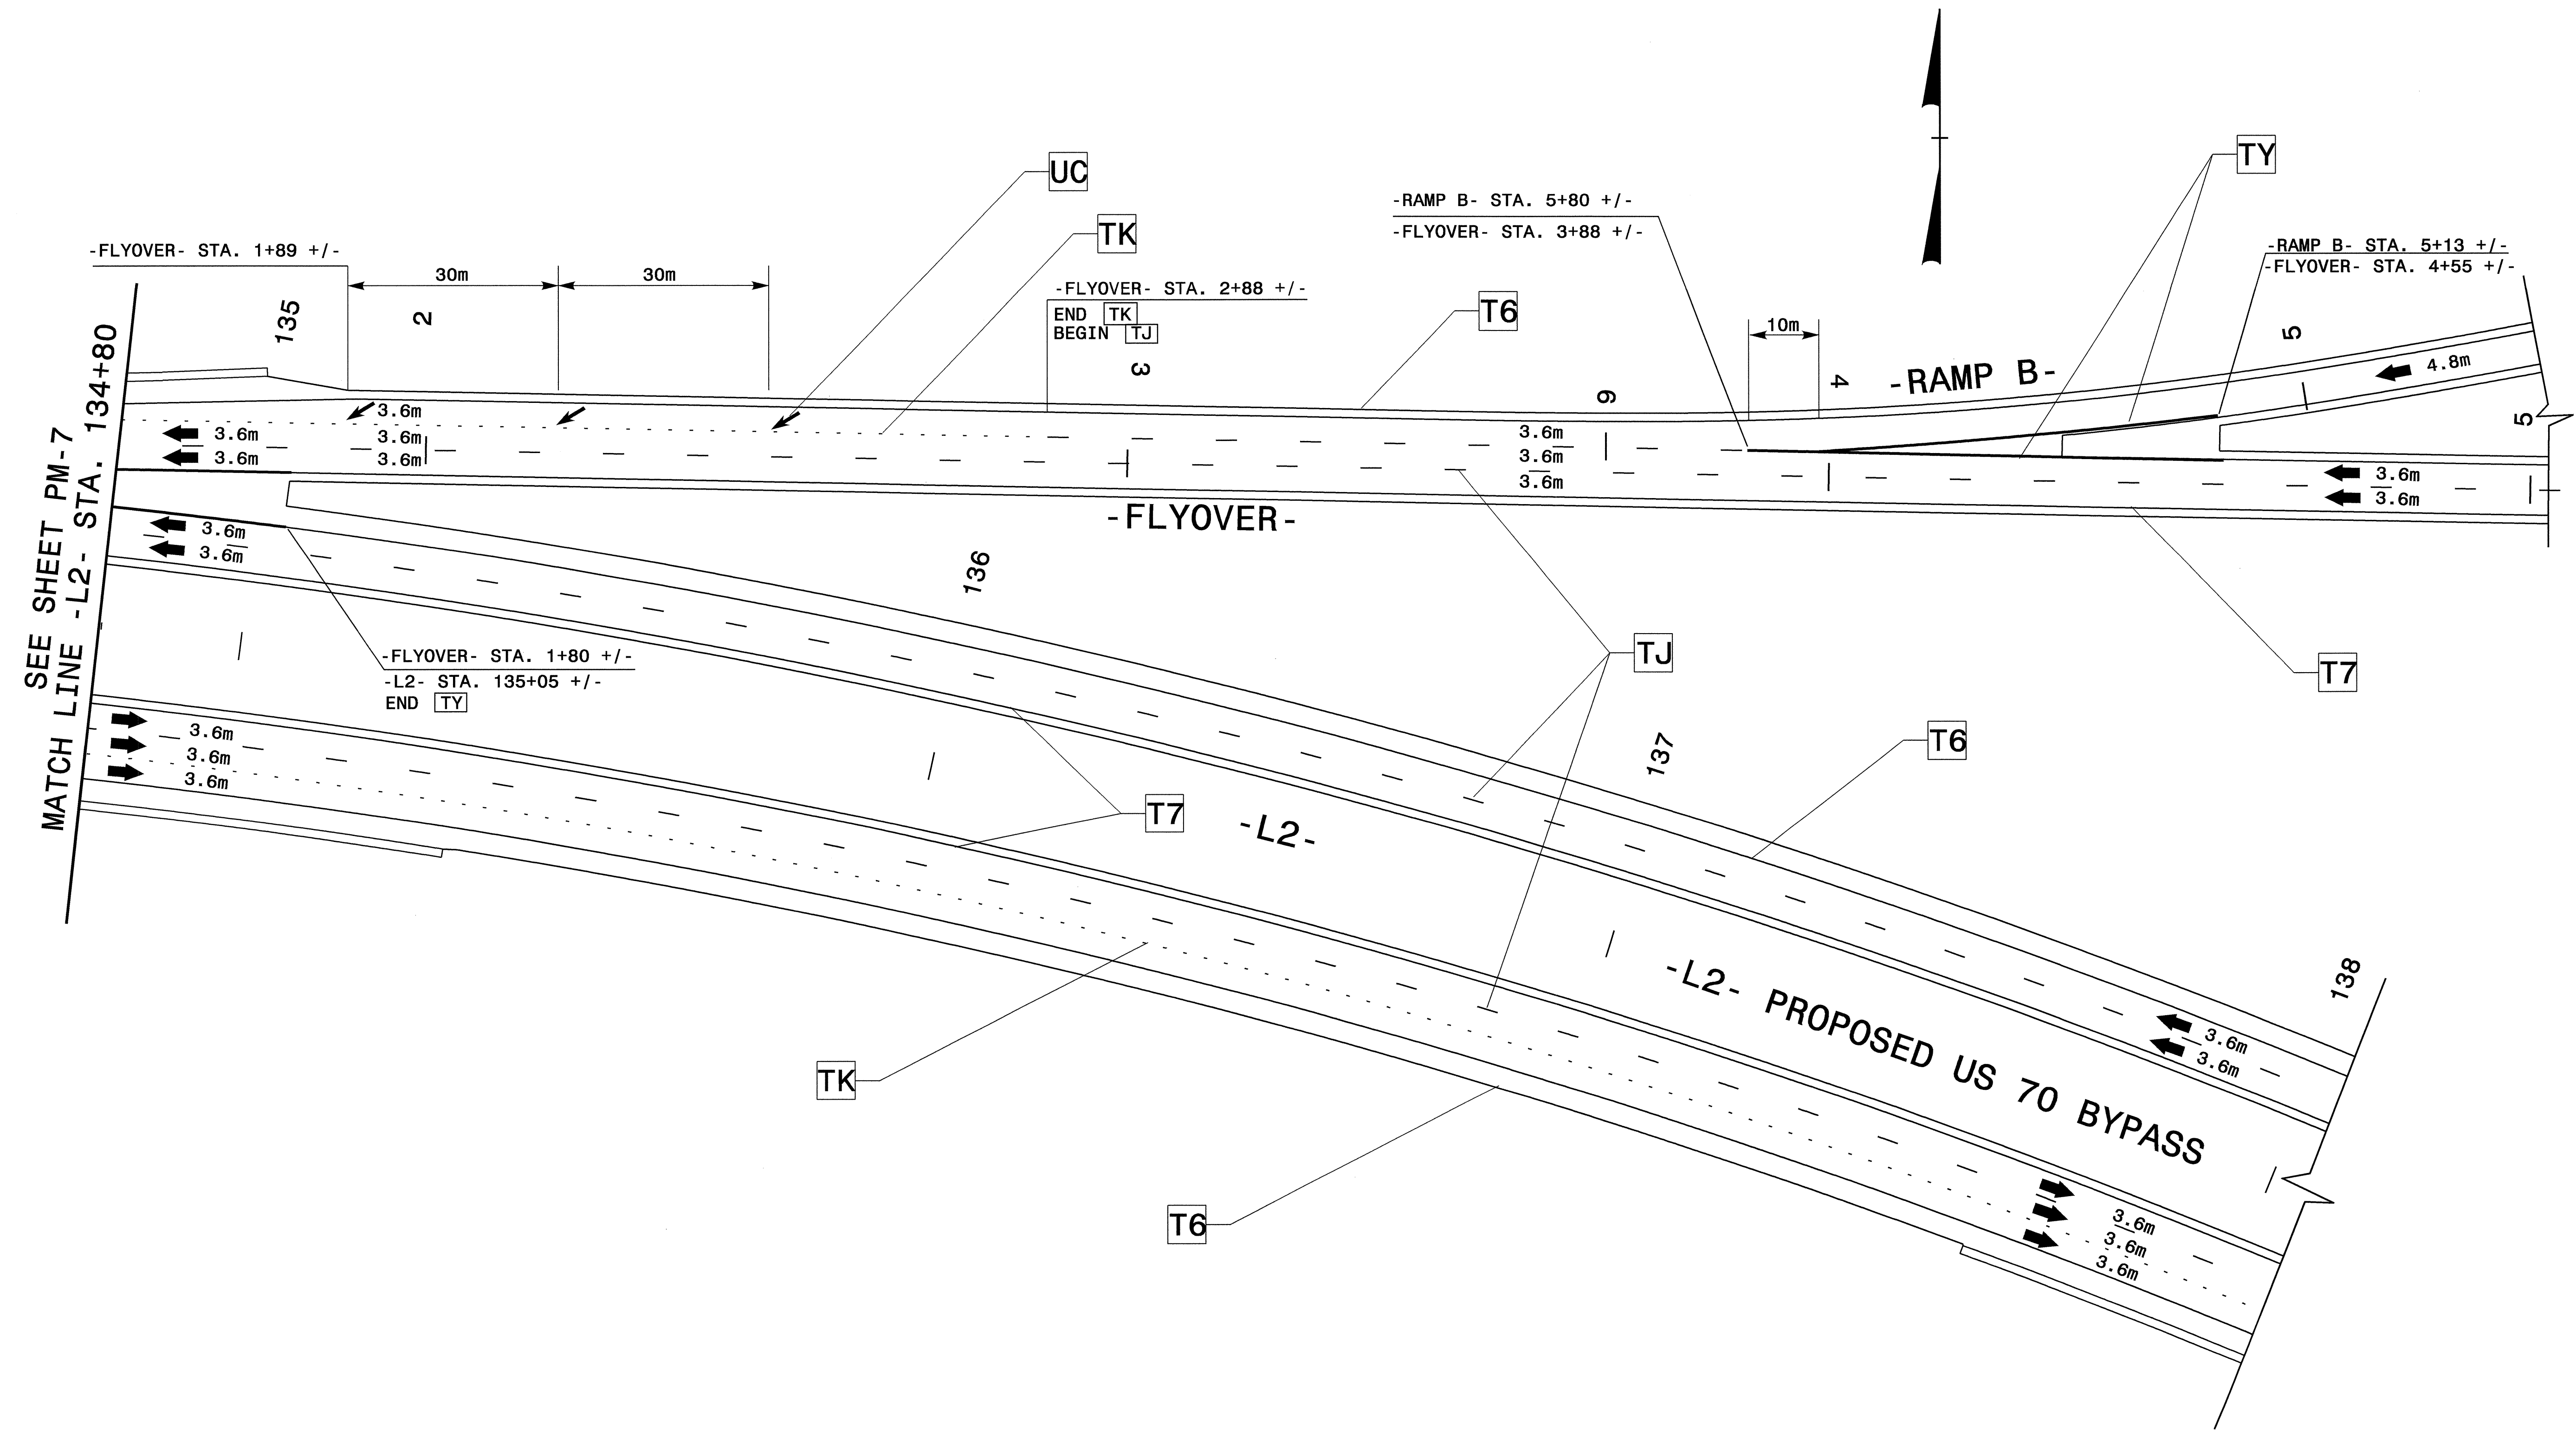 UC
TK
TY
-RAMP B- STA. 5+80 +/-
-FLYOVER- STA. 3+88 +/-
-FLYOVER- STA. 1+89 +/-
-RAMP B- STA. 5+13 +/-
-FLYOVER- STA. 4+55 +/-
30m
30m
-FLYOVER- STA. 2+88 +/-
END TK
BEGIN TJ
T6
10m
135
2
3
6
4
5
5
-RAMP B-
4.8m
3.6m
3.6m
3.6m
3.6m
3.6m
3.6m
3.6m
3.6m
3.6m
3.6m
-FLYOVER-
SEE SHEET PM-7
MATCH LINE -L2- STA. 134+80
3.6m
3.6m
136
-FLYOVER- STA. 1+80 +/-
-L2- STA. 135+05 +/-
END TY
TJ
T7
3.6m
3.6m
3.6m
T7
-L2-
137
T6
-L2- PROPOSED US 70 BYPASS
138
3.6m
3.6m
TK
T6
3.6m
3.6m
3.6m